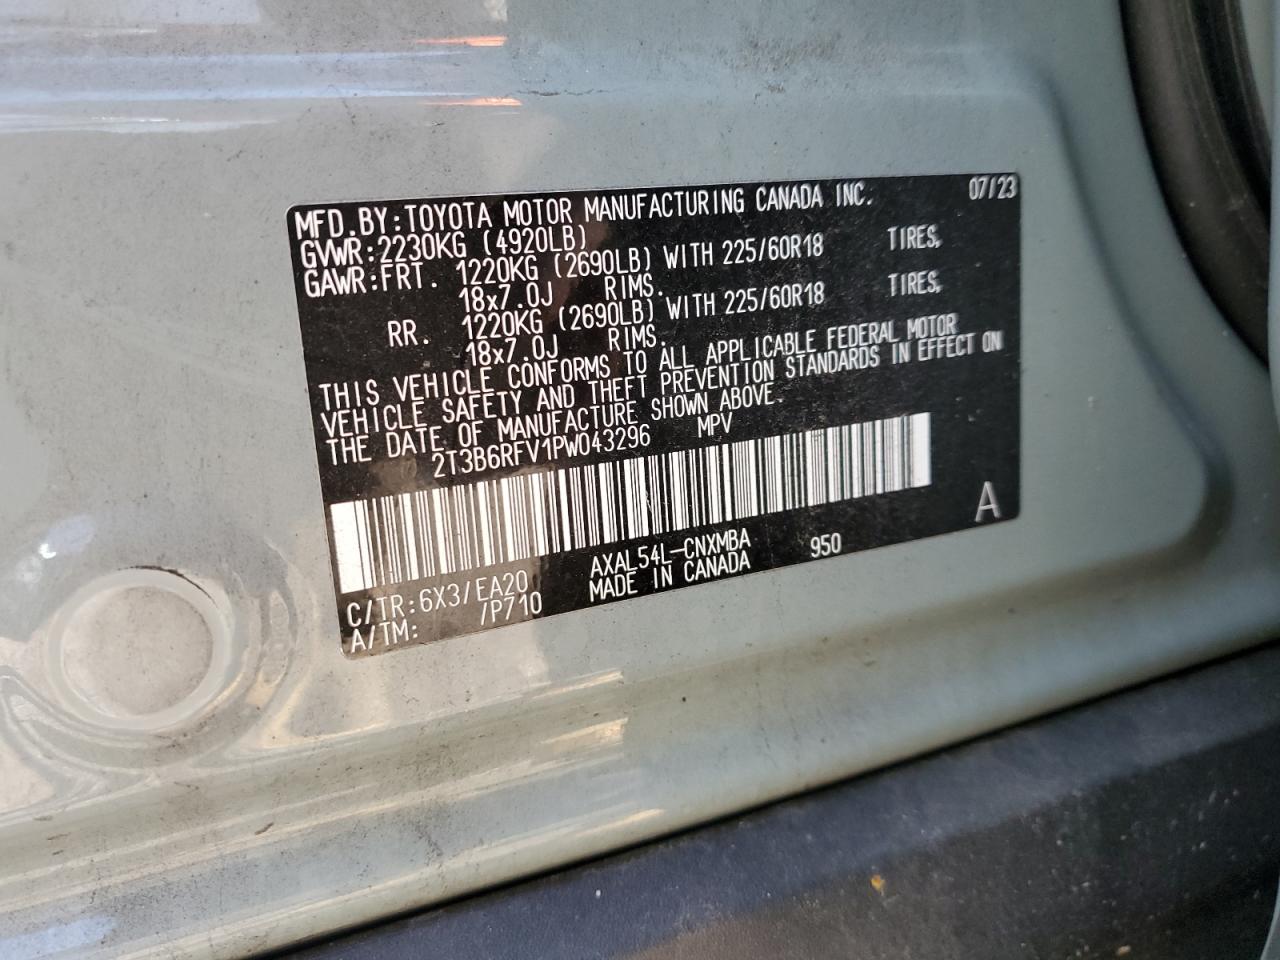 MFD.BY:TOYOTA MOTOR MANUFACTURING CANADA INC. 07/23
GVWR:2230KG (4920LB)
GAWR:FRT. 1220KG (2690LB) WITH 225/60R18 TIRES,
18x7.0J RIMS.
RR. 1220KG (2690LB) WITH 225/60R18 TIRES,
18x7.0J RIMS.
THIS VEHICLE CONFORMS TO ALL APPLICABLE FEDERAL MOTOR
VEHICLE SAFETY AND THEFT PREVENTION STANDARDS IN EFFECT ON
THE DATE OF MANUFACTURE SHOWN ABOVE.
2T3B6RFV1PW043296 MPV
A
C/TR:6X3/EA20 AXAL54L-CNXMBA 950
A/TM: /P710 MADE IN CANADA